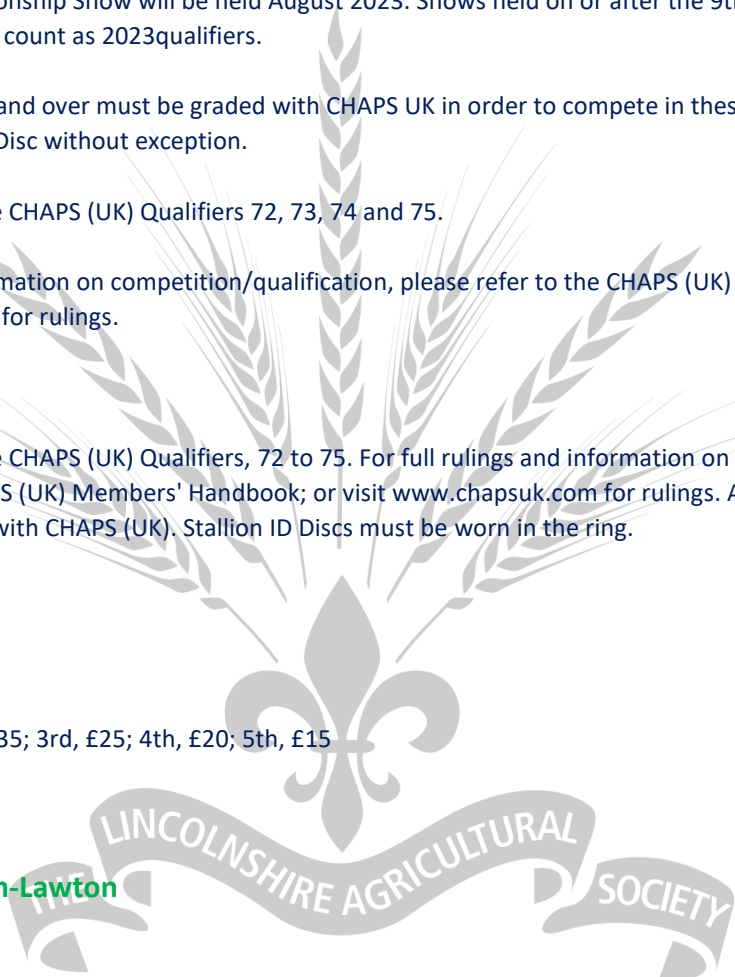 onship Show will be held August 2023. Shows held on or after the 9th
count as 2023qualifiers.
and over must be graded with CHAPS UK in order to compete in thes
Disc without exception.
e CHAPS (UK) Qualifiers 72, 73, 74 and 75.
mation on competition/qualification, please refer to the CHAPS (UK)
for rulings.
e CHAPS (UK) Qualifiers, 72 to 75. For full rulings and information on
S (UK) Members' Handbook; or visit www.chapsuk.com for rulings. A
with CHAPS (UK). Stallion ID Discs must be worn in the ring.
35; 3rd, £25; 4th, £20; 5th, £15
n-Lawton
THE LINCOLNSHIRE AGRICULTURAL SOCIETY